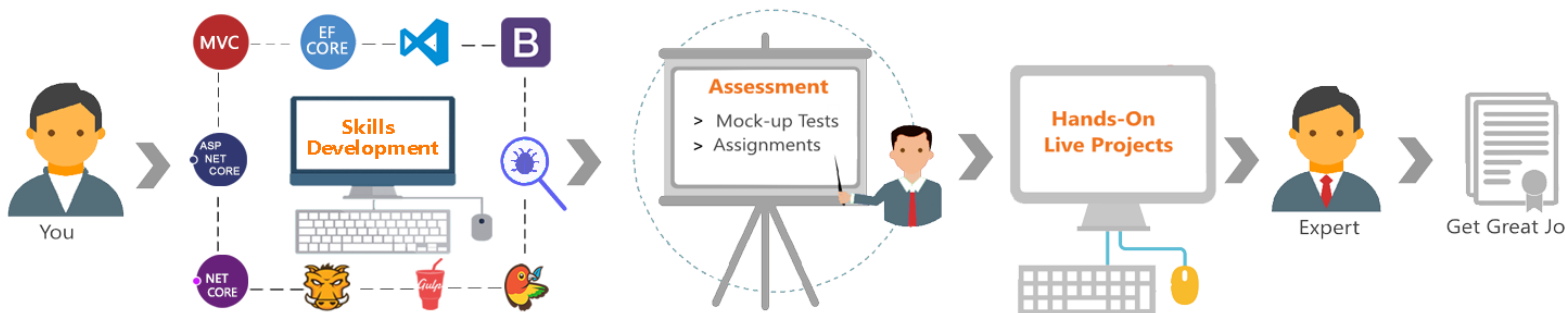 You
MVC
EF
CORE
B
ASP
NET
CORE
Skills
Development
NET
CORE
Gulp
Assessment
> Mock-up Tests
> Assignments
Hands-On
Live Projects
Expert
Get Great Jo